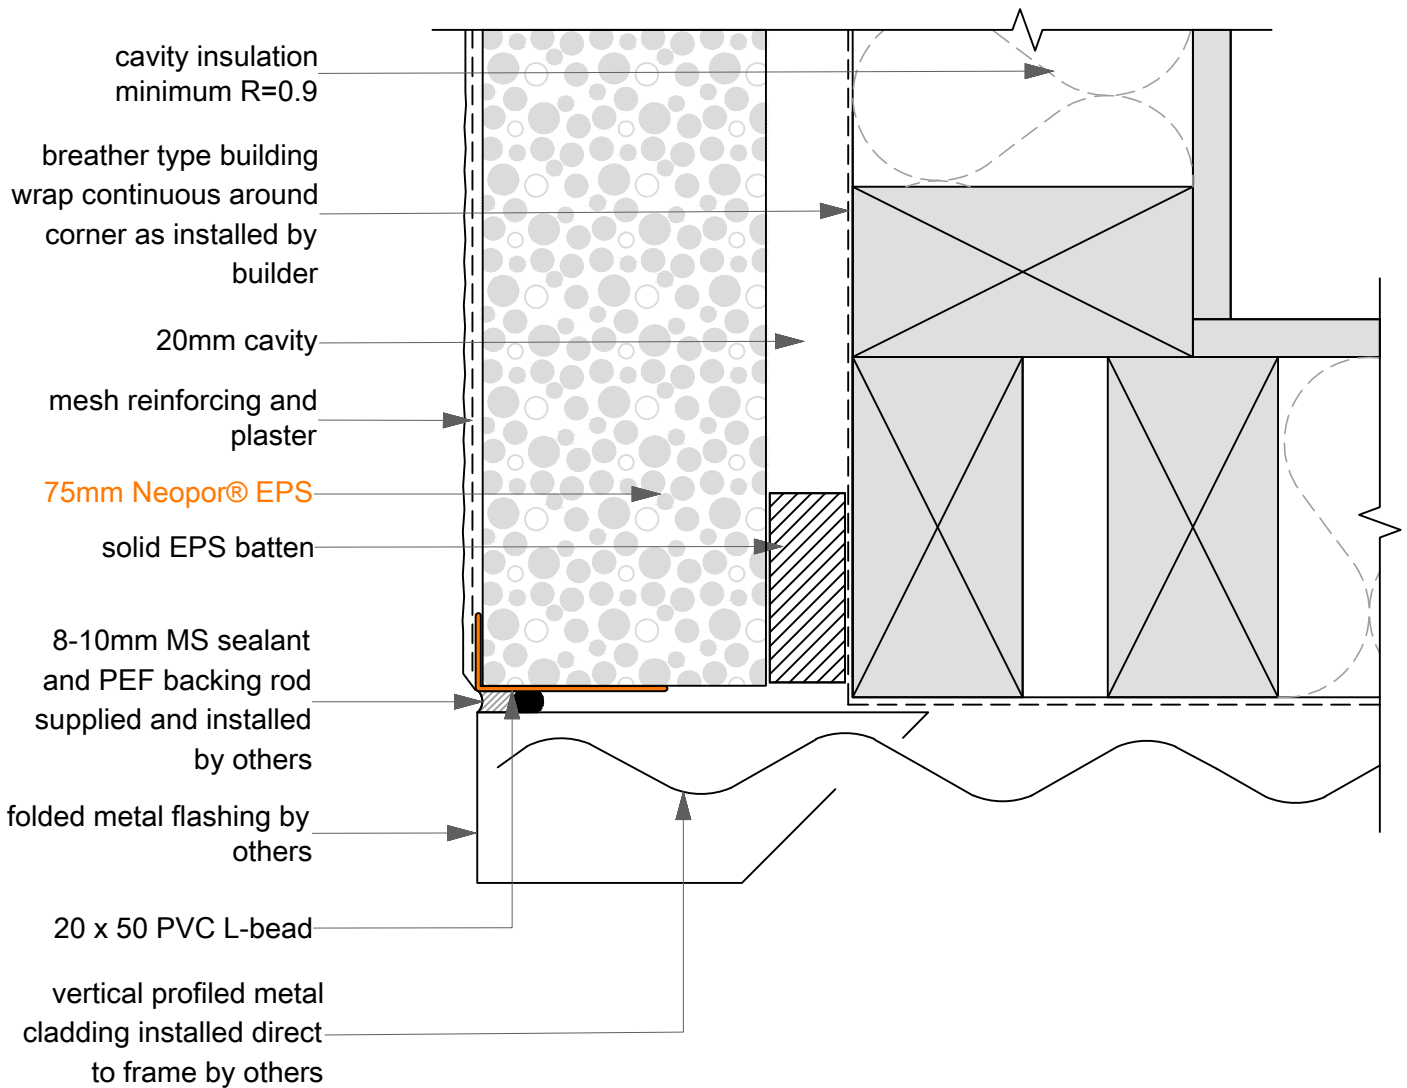 cavity insulation
minimum R=0.9
breather type building
wrap continuous around
corner as installed by
builder
20mm cavity
mesh reinforcing and
plaster
75mm Neopor® EPS
solid EPS batten
8-10mm MS sealant
and PEF backing rod
supplied and installed
by others
folded metal flashing by
others
20 x 50 PVC L-bead
vertical profiled metal
cladding installed direct
to frame by others